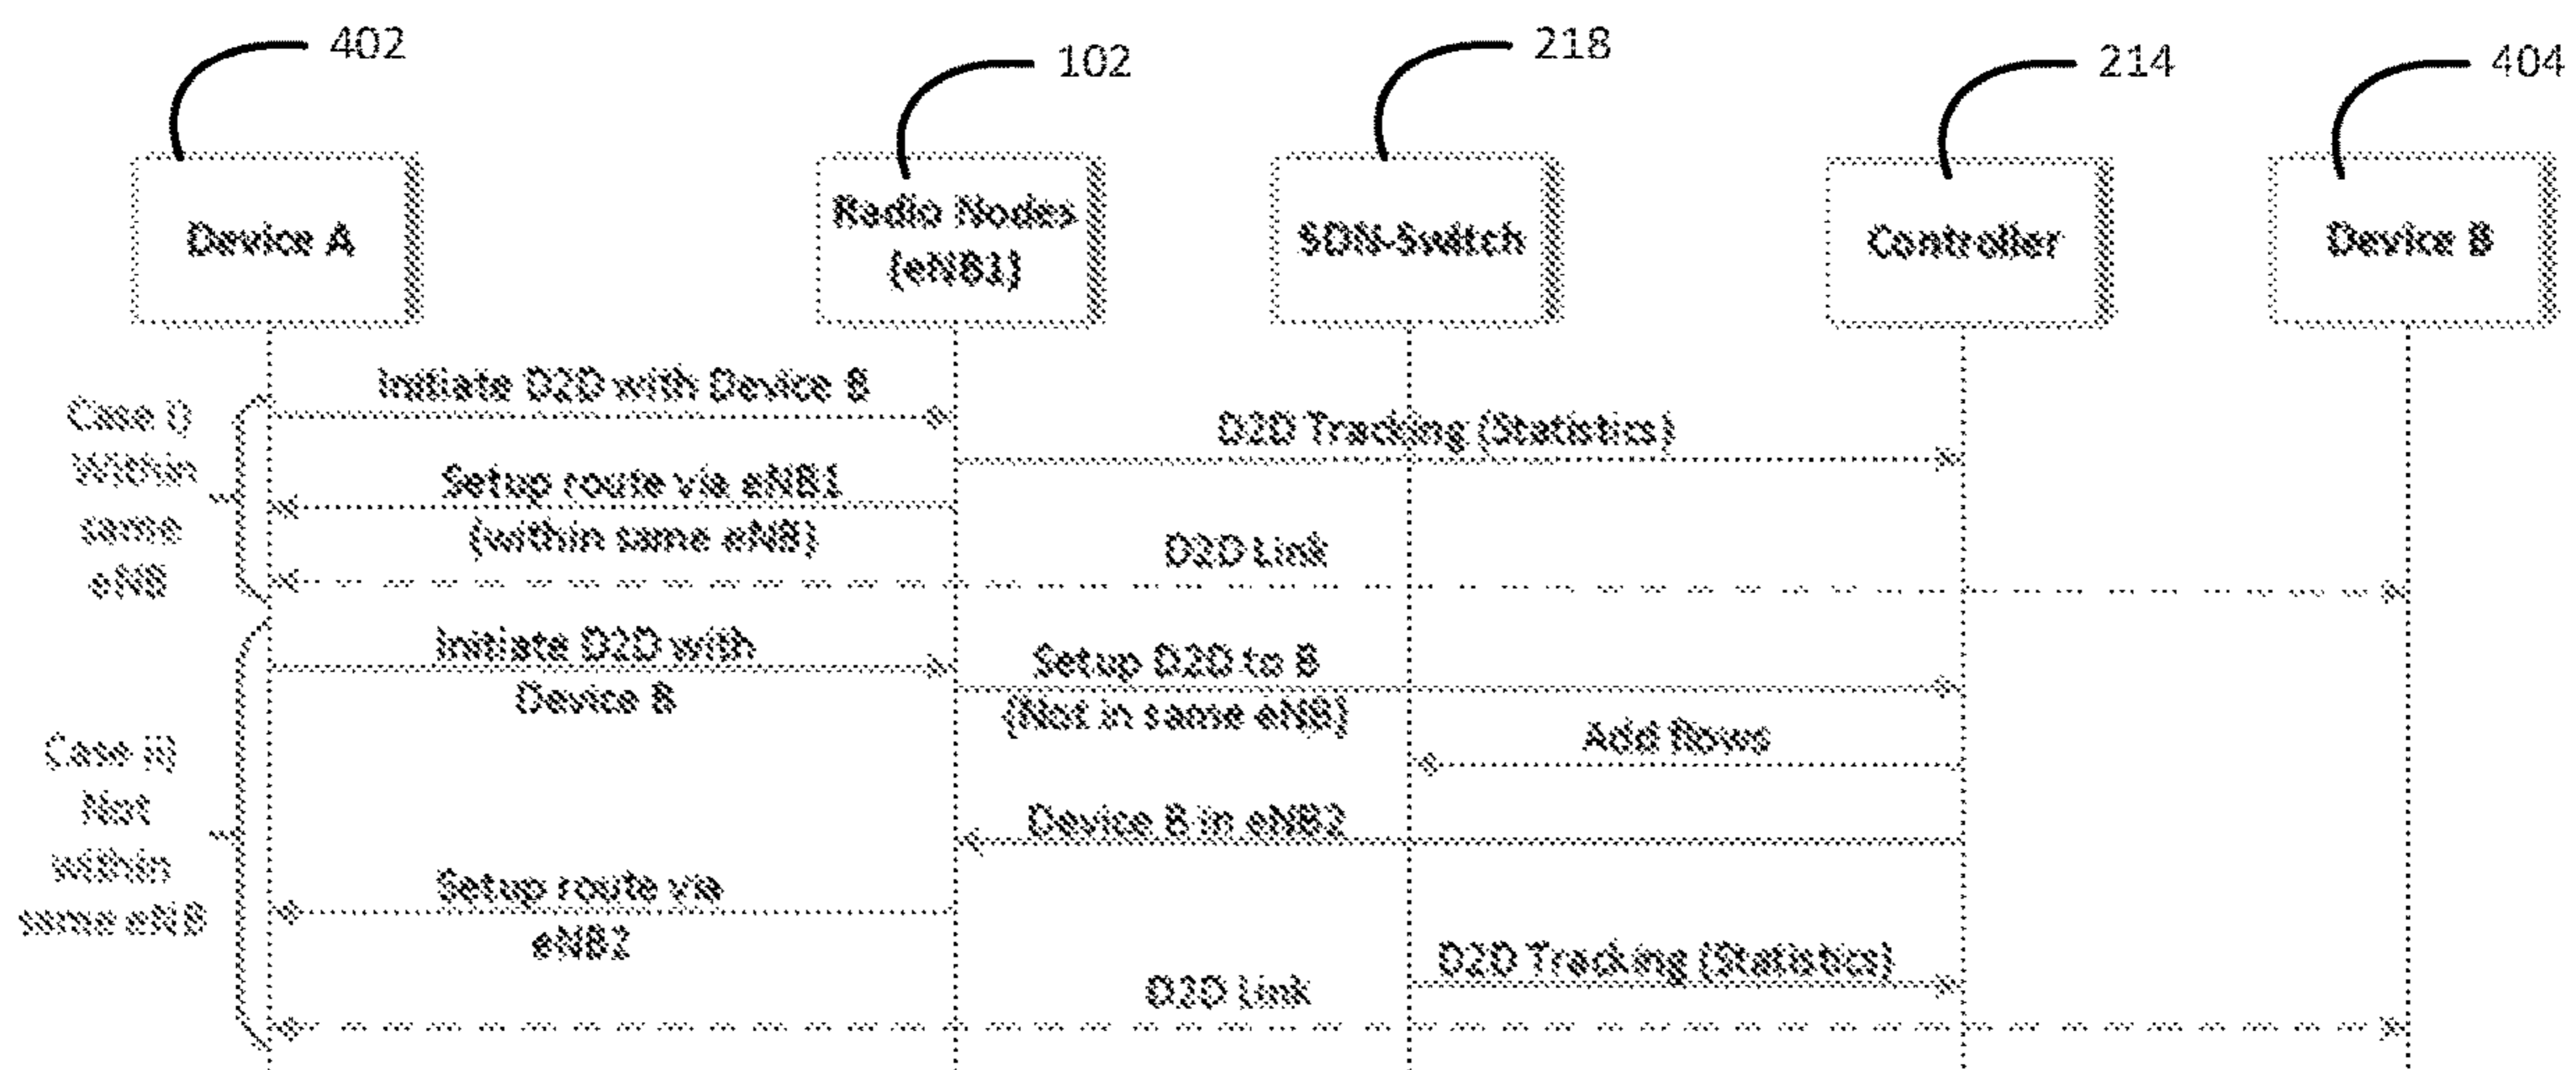 402
102
218
214
404
Device A
Radio Nodes
(eNB1)
SDN-Switch
Controller
Device B
Case i)
Within
same
eNB
Initiate D2D with Device B
D2D Tracking (Statistics)
Setup route via eNB1
(within same eNB)
D2D Link
Case ii)
Not
within
same eNB
Initiate D2D with
Device B
Setup D2D to B
(Not in same eNB)
Add flows
Device B in eNB2
Setup route via
eNB2
D2D Tracking (Statistics)
D2D Link